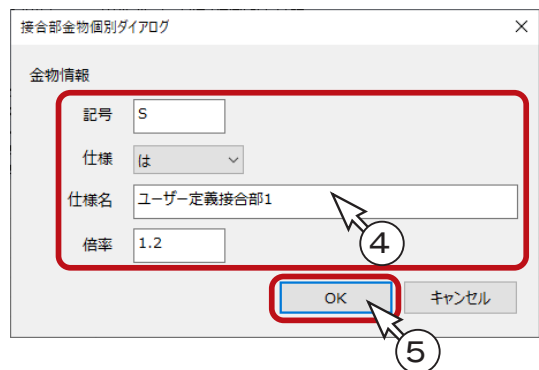 接合部金物個別ダイアログ
金物情報
記号 S
仕様 は
仕様名 ユーザー定義接合部1
倍率 1.2
④
OK キャンセル
⑤